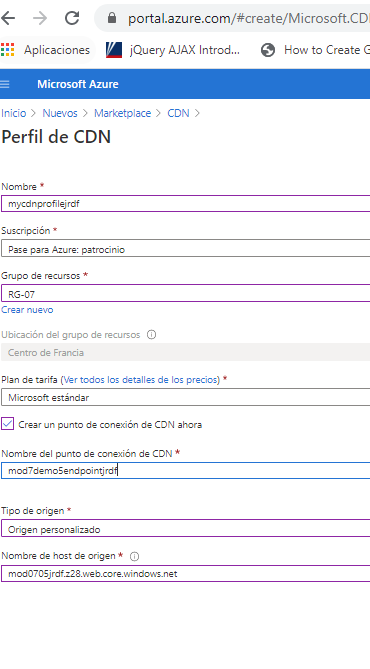 portal.azure.com/#create/Microsoft.CD
Aplicaciones jQuery AJAX Introd... How to Create G
Microsoft Azure
Inicio > Nuevos > Marketplace > CDN >
Perfil de CDN
Nombre *
mycdnprofilejrdf
Suscripción *
Pase para Azure: patrocinio
Grupo de recursos *
RG-07
Crear nuevo
Ubicación del grupo de recursos
Centro de Francia
Plan de tarifa (Ver todos los detalles de los precios) *
Microsoft estándar
Crear un punto de conexión de CDN ahora
Nombre del punto de conexión de CDN *
mod7demo5endpointjrdf
Tipo de origen *
Origen personalizado
Nombre de host de origen *
mod0705jrdf.z28.web.core.windows.net